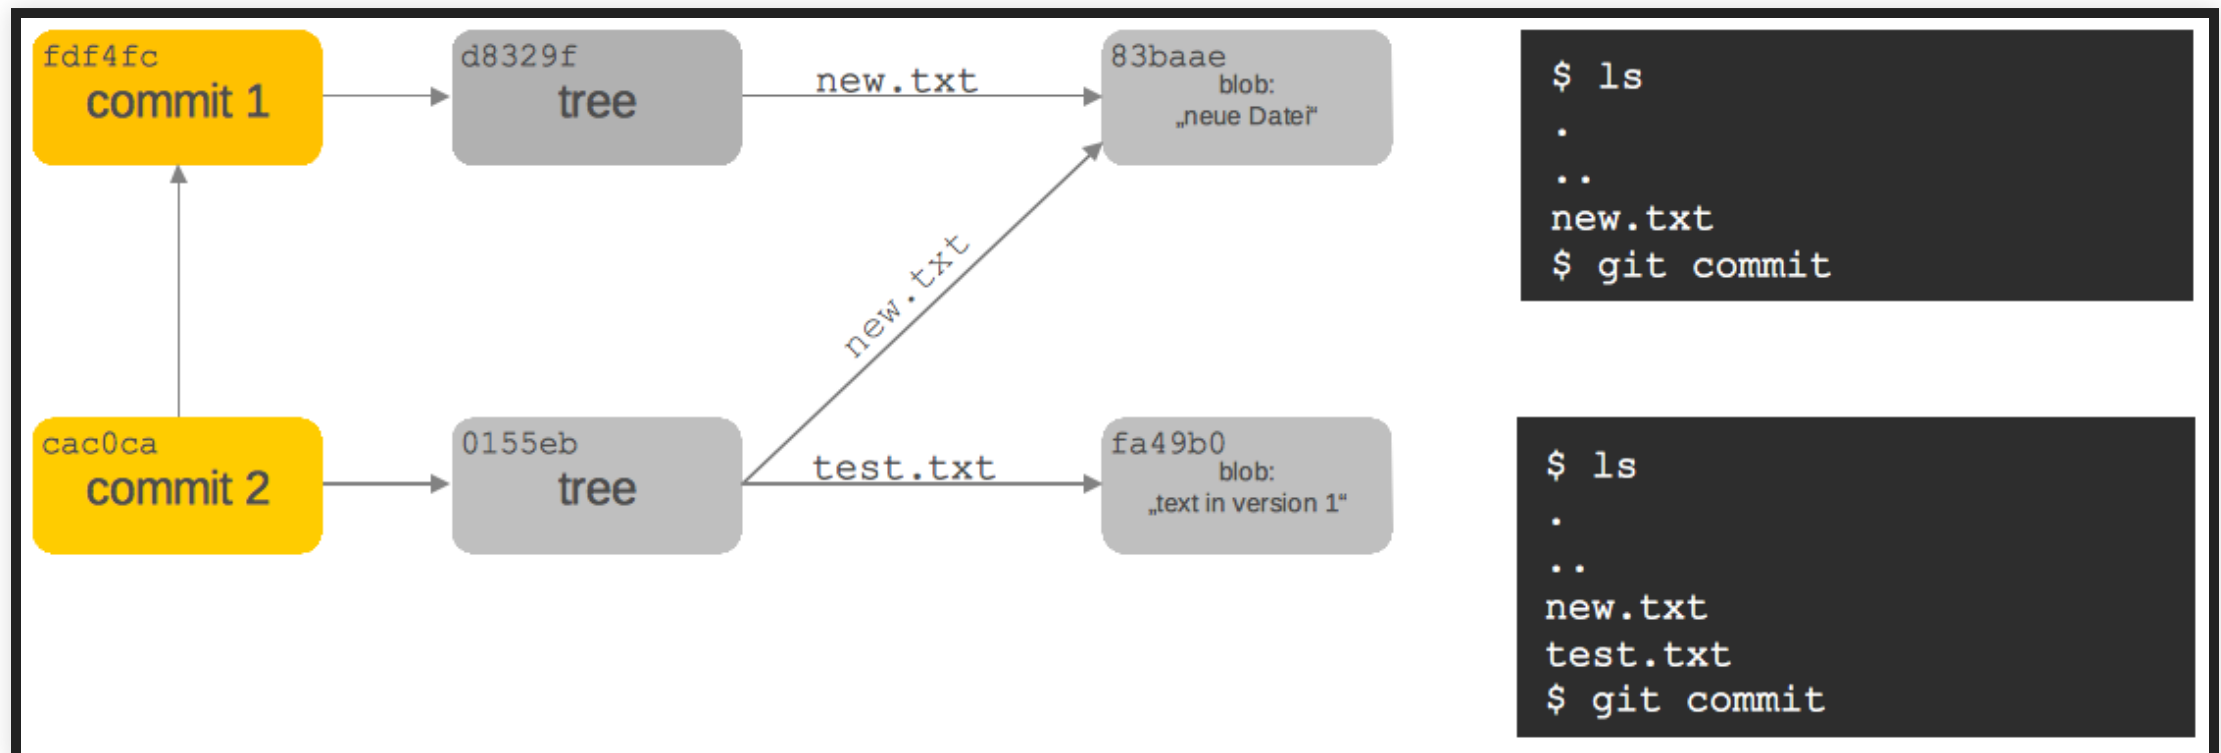 fdf4fc
commit 1
d8329f
tree
new.txt
83baae
blob:
„neue Datei“
$ ls
.
..
new.txt
$ git commit
new.txt
cac0ca
commit 2
0155eb
tree
test.txt
fa49b0
blob:
„text in version 1“
$ ls
.
..
new.txt
test.txt
$ git commit